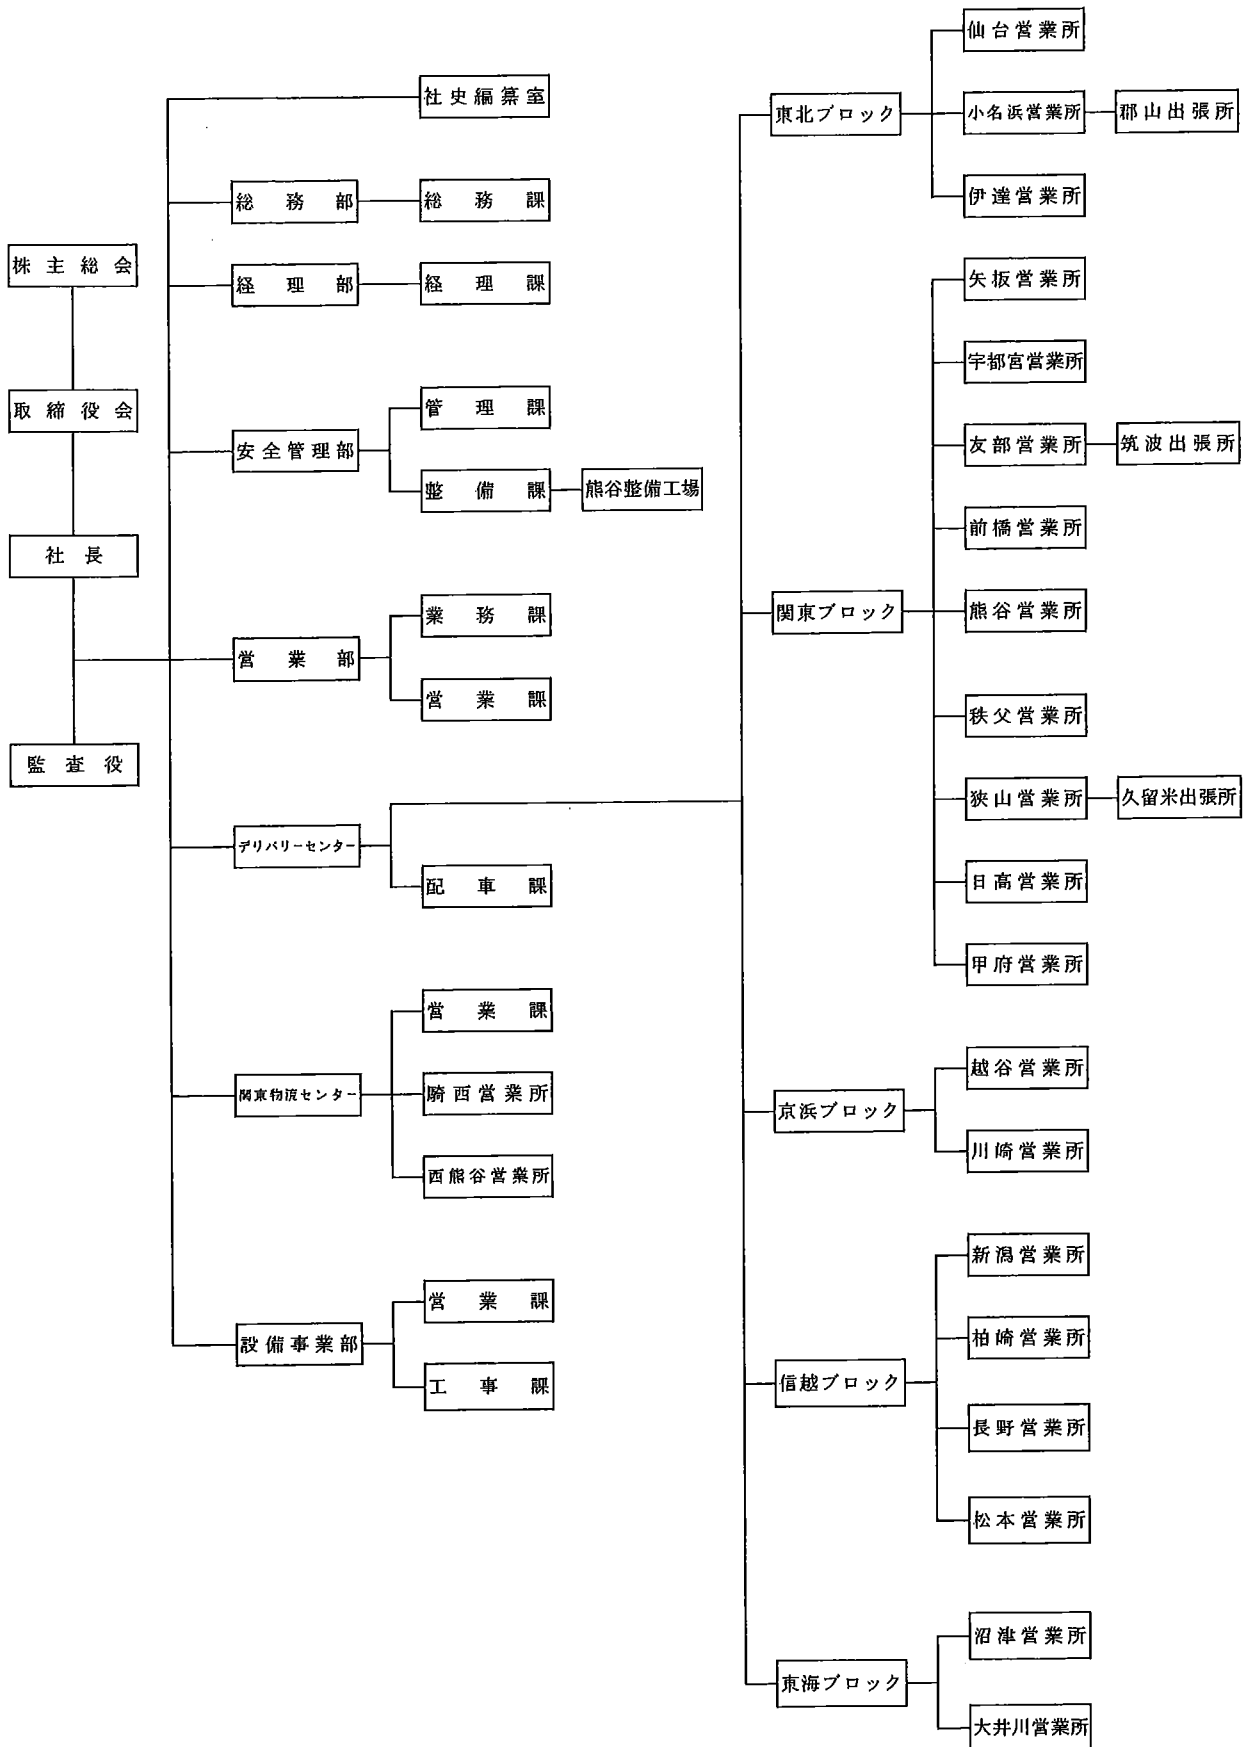 株主総会
取締役会
社長
監査役
社史編纂室
総務部
総務課
経理部
経理課
安全管理部
管理課
整備課
熊谷整備工場
営業部
業務課
営業課
デリバリーセンター
配車課
関東物流センター
営業課
騎西営業所
西熊谷営業所
設備事業部
営業課
工事課
東北ブロック
仙台営業所
小名浜営業所
郡山出張所
伊達営業所
関東ブロック
矢板営業所
宇都宮営業所
友部営業所
筑波出張所
前橋営業所
熊谷営業所
秩父営業所
狭山営業所
久留米出張所
日高営業所
甲府営業所
京浜ブロック
越谷営業所
川崎営業所
信越ブロック
新潟営業所
柏崎営業所
長野営業所
松本営業所
東海ブロック
沼津営業所
大井川営業所